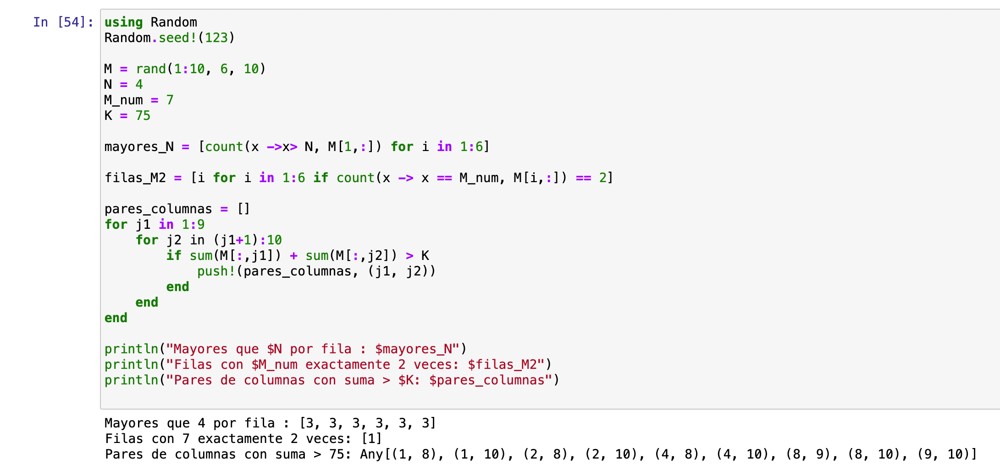 In [54]:
using Random
Random.seed!(123)
M = rand(1:10, 6, 10)
N = 4
M_num = 7
K = 75
mayores_N = [count(x ->x> N, M[1,:]) for i in 1:6]
filas_M2 = [i for i in 1:6 if count(x -> x == M_num, M[i,:]) == 2]
pares_columnas = []
for j1 in 1:9
    for j2 in (j1+1):10
        if sum(M[:,j1]) + sum(M[:,j2]) > K
            push!(pares_columnas, (j1, j2))
        end
    end
end
println("Mayores que $N por fila : $mayores_N")
println("Filas con $M_num exactamente 2 veces: $filas_M2")
println("Pares de columnas con suma > $K: $pares_columnas")
Mayores que 4 por fila : [3, 3, 3, 3, 3, 3]
Filas con 7 exactamente 2 veces: [1]
Pares de columnas con suma > 75: Any[(1, 8), (1, 10), (2, 8), (2, 10), (4, 8), (4, 10), (8, 9), (8, 10), (9, 10)]